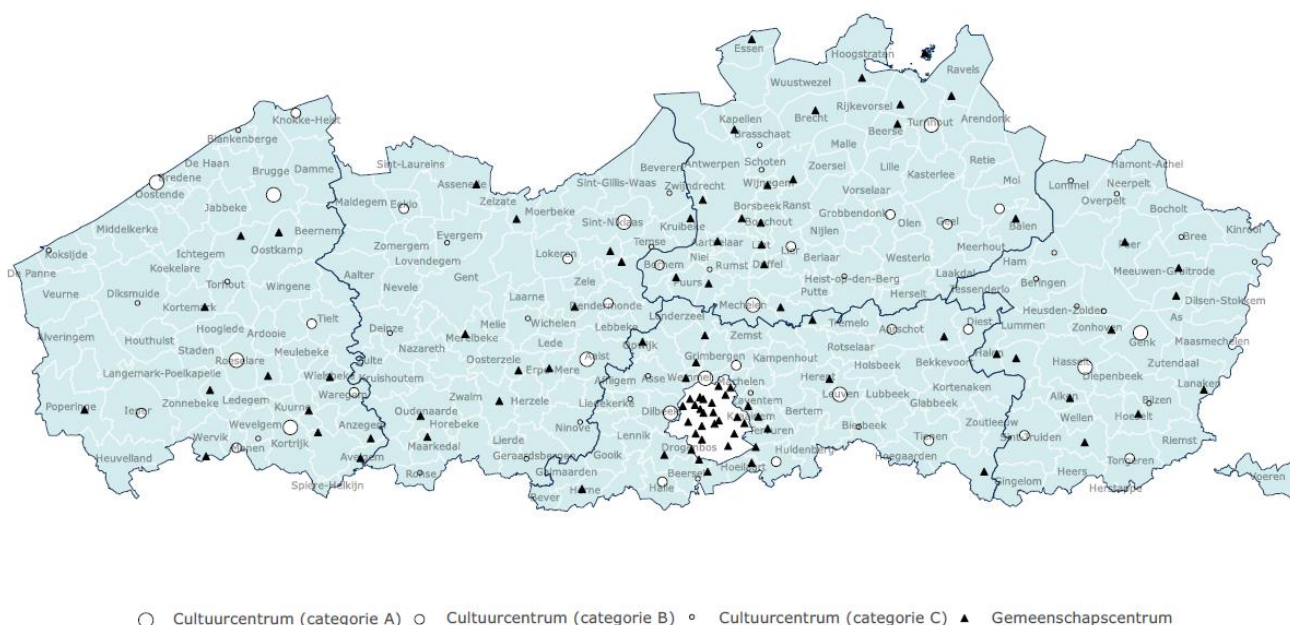 Essen
Hoogstraten
Ravels
Wuustwezel
Rijkevorsel
Kapellen
Brecht
Knokke-Heist
Beerse
Turnhout
Arendonk
Blankenberge
Brasschaat
Malle
De Haan
Sint-Laureins
Beveren
Antwerpen
Schoten
Zoersel
Lille
Retie
Brugge
Damme
Kasterlee
Hamont-Achel
Bredene
Assenede
Sint-Gillis-Waas
Zwijndrecht
Wijnegem
Vorselaar
Mol
Lommel
Neerpelt
Oostende
Maldegem
Eeklo
Zelzate
Overpelt
Jabbeke
Moerbeke
Borsbeek
Ranst
Grobbendonk
Bocholt
Middelkerke
Beernem
Sint-Niklaas
Kruibeke
Boechout
Olen
Geel
Balen
Kinrooi
Evergem
Nijlen
Bree
Koksijde
Ichtegem
Oostkamp
Zomergem
Temse
Kartselaar
Lint
Lier
Peer
Meerhout
De Panne
Koekelare
Lovendegem
Lokeren
Niel
Berlaar
Westerlo
Ham
Aalter
Gent
Bornem
Rumst
Duffel
Laakdal
Meeuwen-Gruitrode
Veurne
Diksmuide
Torhout
Wingene
Nevele
Zele
Puurs
Heist-op-den-Berg
Beringen
Tessenderlo
Kortemark
Laarne
Dendermonde
Mechelen
Putte
Herselt
Dilsen-Stokkem
Alveringem
Hooglede
Ardooie
Tielt
Deinze
Melle
Wichelen
Lebbeke
Londerzeel
Tremelo
Aarschot
Diest
Lummen
Heusden-Zolder
As
Houthulst
Merelbeke
Zemst
Zonhoven
Staden
Meulebeke
Nazareth
Lede
Opwijk
Rotselaar
Genk
Maasmechelen
Roeselare
Zulte
Oosterzele
Aalst
Grimbergen
Kampenhout
Holsbeek
Bekkevoort
Halen
Hasselt
Zutendaal
Langemark-Poelkapelle
Wielsbeke
Kruishoutem
Erpe-Mere
Affligem
Asse
Wemmel
Machelen
Herent
Kortenaken
Diepenbeek
Lanaken
Ledegem
Waregem
Zwalm
Herzele
Liedekerke
Zaventem
Leuven
Lubbeek
Alken
Bilzen
Poperinge
Ieper
Zonnebeke
Kuurne
Oudenaarde
Dilbeek
Kraainem
Bertem
Glabbeek
Wellen
Hoeselt
Wevelgem
Anzegem
Horebeke
Ninove
Tervuren
Bierbeek
Zoutleeuw
Wervik
Menen
Kortrijk
Maarkedal
Lierde
Lennik
Drogenbos
Huldenberg
Tienen
Sint-Truiden
Riemst
Heuvelland
Avelgem
Geraardsbergen
Gooik
Hoegaarden
Tongeren
Ronse
Galmaarden
Beersel
Hoeilaart
Heers
Spiere-Helkijn
Bever
Herne
Halle
Gingelom
Herstappe
Voeren
Cultuurcentrum (categorie A)   Cultuurcentrum (categorie B)   Cultuurcentrum (categorie C)   Gemeenschapscentrum